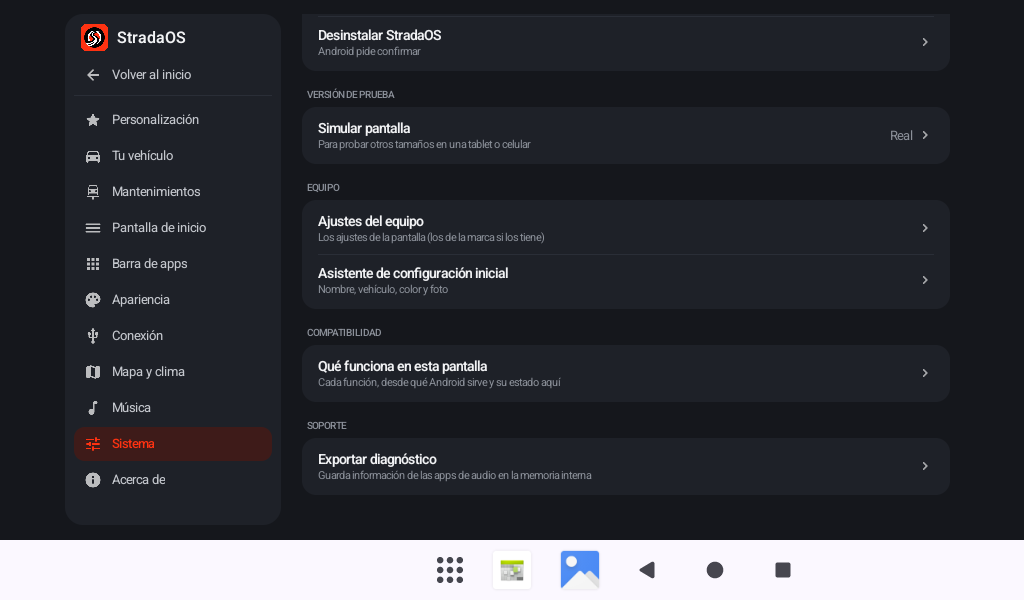 StradaOS
Volver al inicio
Personalización
Tu vehículo
Mantenimientos
Pantalla de inicio
Barra de apps
Apariencia
Conexión
Mapa y clima
Música
Sistema
Acerca de
Desinstalar StradaOS
Android pide confirmar
VERSIÓN DE PRUEBA
Simular pantalla
Para probar otros tamaños en una tablet o celular
Real
EQUIPO
Ajustes del equipo
Los ajustes de la pantalla (los de la marca si los tiene)
Asistente de configuración inicial
Nombre, vehículo, color y foto
COMPATIBILIDAD
Qué funciona en esta pantalla
Cada función, desde qué Android sirve y su estado aquí
SOPORTE
Exportar diagnóstico
Guarda información de las apps de audio en la memoria interna